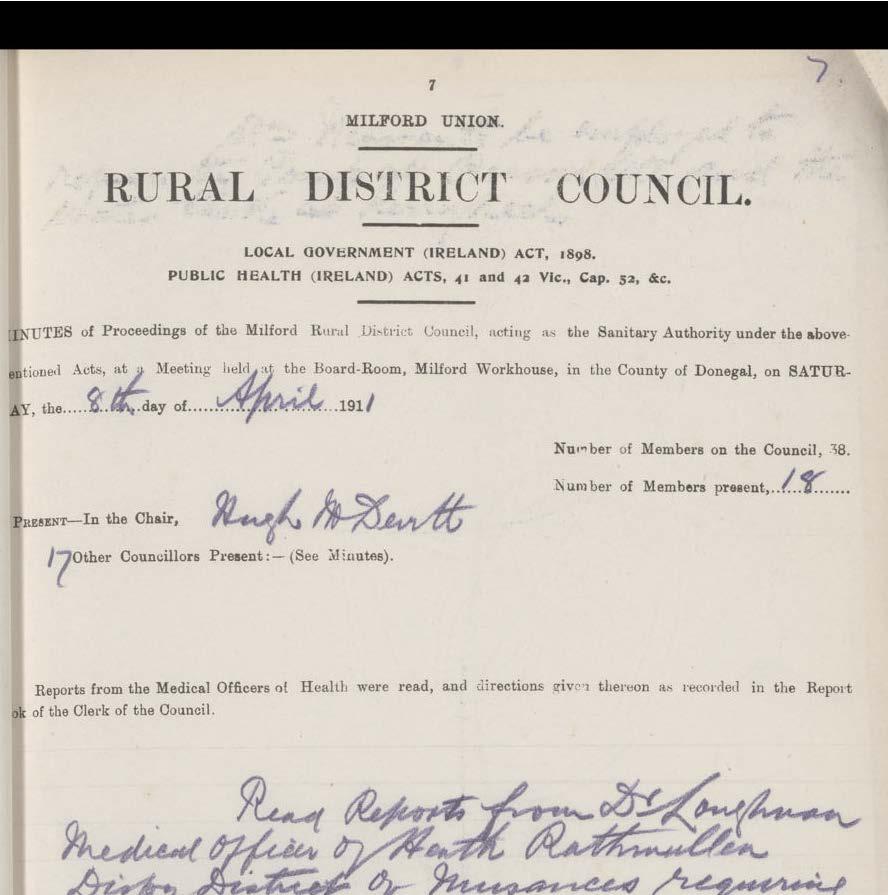 7.
7
MILFORD UNION.
RURAL DISTRICT COUNCIL.
LOCAL GOVERNMENT (IRELAND) ACT, 1898.
PUBLIC HEALTH (IRELAND) ACTS, 41 and 42 Vic., Cap. 52, &c.
INUTES of Proceedings of the Milford Rural District Council, acting as the Sanitary Authority under the above-
entioned Acts, at a Meeting held at the Board-Room, Milford Workhouse, in the County of Donegal, on SATUR-
AY, the.....8th.day of.....April...1911
Number of Members on the Council, 38.
Number of Members present,..18.......
PRESENT—In the Chair, Hugh McDevitt
17 Other Councillors Present:— (See Minutes).
Reports from the Medical Officers of Health were read, and directions given thereon as recorded in the Report
ok of the Clerk of the Council.
Read Reports from Dr Loughman
Medical Officer of Heath Rathmullen
Dispy District of Nuisances requiring